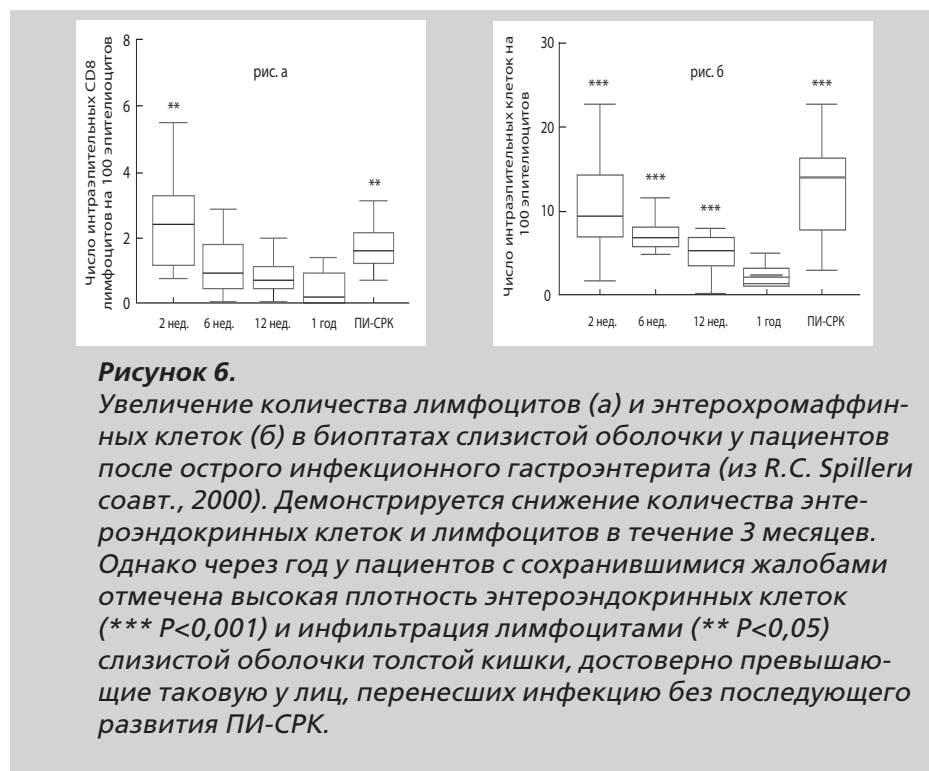 Число интраэпительных CD8
лимфоцитов на 100 эпителиоцитов
8
6
4
2
0
рис. а
**
**
2 нед. 6 нед. 12 нед. 1 год ПИ-СРК
Число интраэпительных клеток на
100 эпителиоцитов
30
20
10
0
рис. б
***
***
***
***
2 нед. 6 нед. 12 нед. 1 год ПИ-СРК
Рисунок 6.
Увеличение количества лимфоцитов (а) и энтерохромаффин-
ных клеток (б) в биоптатах слизистой оболочки у пациентов
после острого инфекционного гастроэнтерита (из R.C. Spillerи
соавт., 2000). Демонстрируется снижение количества энте-
роэндокринных клеток и лимфоцитов в течение 3 месяцев.
Однако через год у пациентов с сохранившимися жалобами
отмечена высокая плотность энтероэндокринных клеток
(*** P<0,001) и инфильтрация лимфоцитами (** P<0,05)
слизистой оболочки толстой кишки, достоверно превышаю-
щие таковую у лиц, перенесших инфекцию без последующего
развития ПИ-СРК.